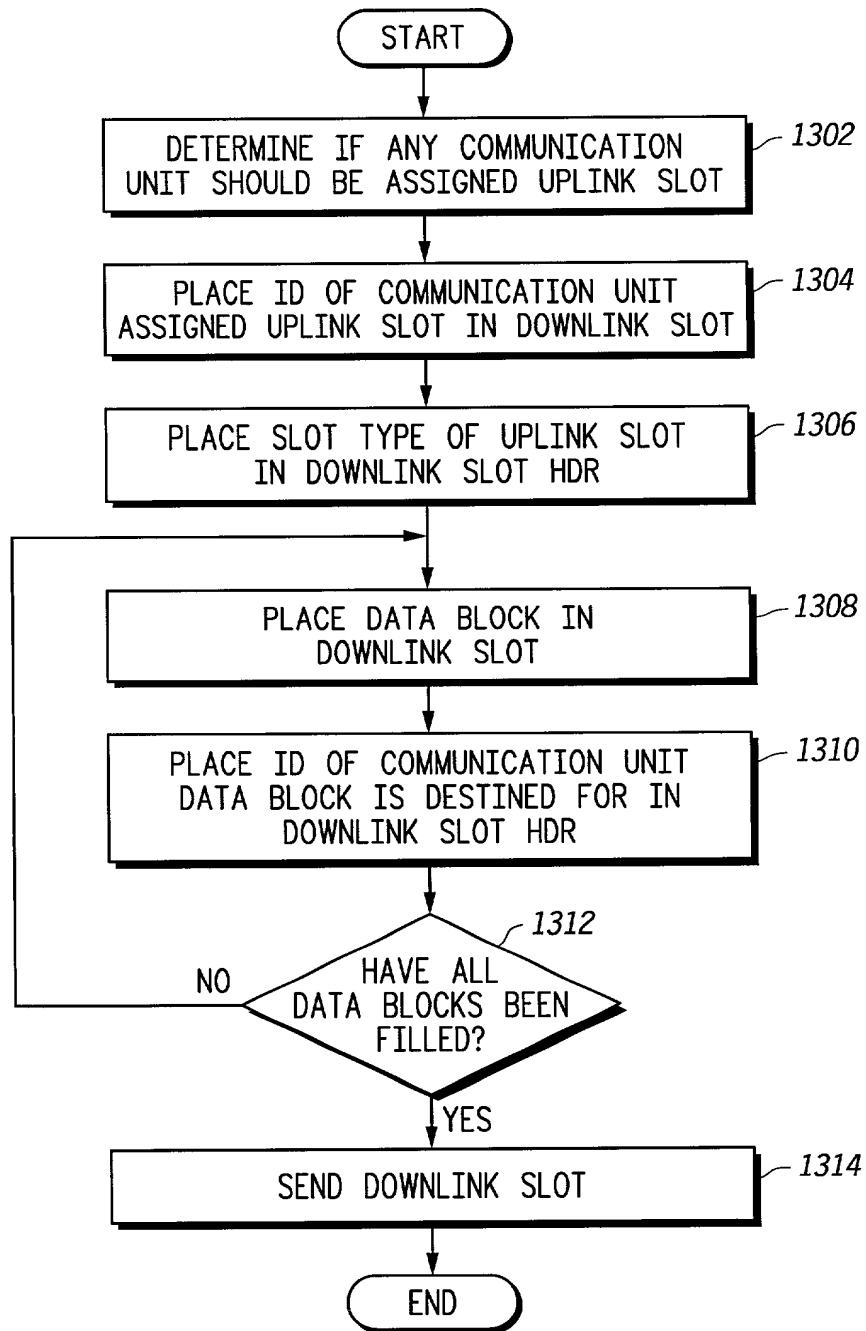 START
DETERMINE IF ANY COMMUNICATION
UNIT SHOULD BE ASSIGNED UPLINK SLOT
1302
PLACE ID OF COMMUNICATION UNIT
ASSIGNED UPLINK SLOT IN DOWNLINK SLOT
1304
PLACE SLOT TYPE OF UPLINK SLOT
IN DOWNLINK SLOT HDR
1306
PLACE DATA BLOCK IN
DOWNLINK SLOT
1308
PLACE ID OF COMMUNICATION UNIT
DATA BLOCK IS DESTINED FOR IN
DOWNLINK SLOT HDR
1310
1312
HAVE ALL
DATA BLOCKS BEEN
FILLED?
NO
YES
SEND DOWNLINK SLOT
1314
END